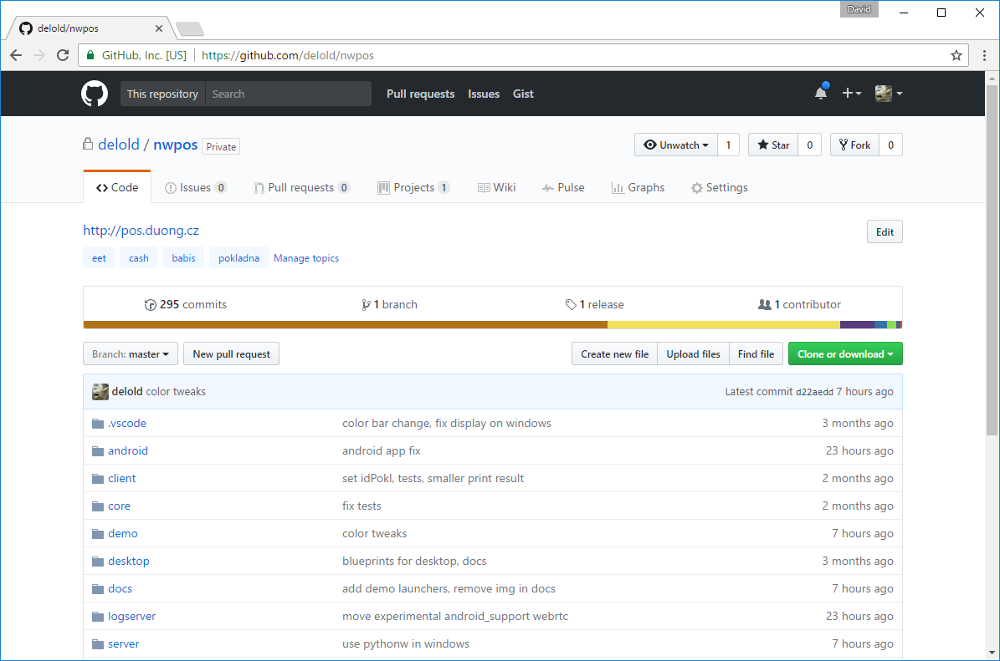 David
delold/nwpos
GitHub, Inc. [US] https://github.com/delold/nwpos
This repository Search Pull requests Issues Gist
delold / nwpos Private Unwatch 1 Star 0 Fork 0
Code Issues 0 Pull requests 0 Projects 1 Wiki Pulse Graphs Settings
http://pos.duong.cz Edit
eet cash babis pokladna Manage topics
295 commits 1 branch 1 release 1 contributor
Branch: master New pull request Create new file Upload files Find file Clone or download
delold color tweaks Latest commit d22aedd 7 hours ago
.vscode color bar change, fix display on windows 3 months ago
android android app fix 23 hours ago
client set idPokl, tests, smaller print result 2 months ago
core fix tests 2 months ago
demo color tweaks 7 hours ago
desktop blueprints for desktop, docs 3 months ago
docs add demo launchers, remove img in docs 7 hours ago
logserver move experimental android_support webrtc 23 hours ago
server use pythonw in windows 7 hours ago